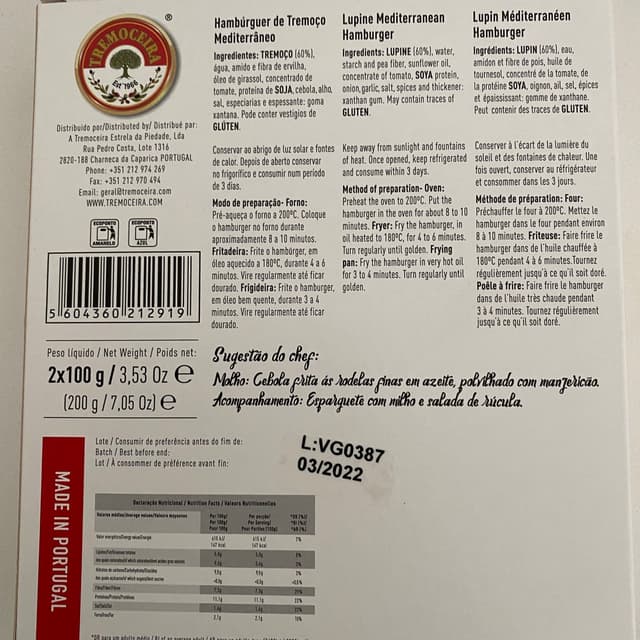 ®
TREMOCEIRA
Est 1966
Distribuido por/Distributed by/ Distribué par:
A Tremoceira Estrela da Piedade, Lda
Rua Pedro Costa, Lote 1316
2820-188 Charneca da Caparica PORTUGAL
Phone: +351 212 974 269
Fax: +351 212 970 494
Email: geral@tremoceira.com
WWW.TREMOCEIRA.COM
ECOPONTO
AMARELO
ECOPONTO
AZUL
5 604360 212919
Peso líquido / Net Weight / Poids net:
2x100 g / 3,53 Oz e
(200 g / 7,05 Oz) e
Hambúrguer de Tremoço
Mediterrâneo
Ingredientes: TREMOÇO (60%),
água, amido e fibra de ervilha,
óleo de girassol, concentrado de
tomate, proteína de SOJA, cebola, alho,
sal, especiarias e espessante: goma
xantana. Pode conter vestígios de
GLÚTEN.
Conservar ao abrigo da luz solar e fontes
de calor. Depois de aberto conservar
no frigorífico e consumir num período
de 3 dias.
Modo de preparação- Forno:
Pré-aqueça o forno a 200ºC. Coloque
o hambúrguer no forno durante
aproximadamente 8 a 10 minutos.
Fritadeira: Frite o hambúrger, em
óleo aquecido a 180ºC, durante 4 a 6
minutos. Vire regularmente até ficar
dourado. Frigideira: Frite o hambúrger,
em óleo bem quente, durante 3 a 4
minutos. Vire regularmente até ficar
dourado.
Lupine Mediterranean
Hamburger
Ingredients: LUPINE (60%), water,
starch and pea fiber, sunflower oil,
concentrate of tomato, SOYA protein,
onion, garlic, salt, spices and thickener:
xanthan gum. May contain traces of
GLUTEN.
Keep away from sunlight and fountains
of heat. Once opened, keep refrigerated
and consume within 3 days.
Method of preparation- Oven:
Preheat the oven to 200ºC. Put the
hamburger in the oven for about 8 to 10
minutes. Fryer: Fry the hamburger, in
oil heated to 180ºC, for 4 to 6 minutes.
Turn regularly until golden. Frying
pan: Fry the hamburger in very hot oil
for 3 to 4 minutes. Turn regularly until
golden.
Lupin Méditerranéen
Hamburger
Ingrédients: LUPIN (60%), eau,
amidon et fibre de pois, huile de
tournesol, concentré de la tomate, de
la protéine SOYA, oignon, ail, sel, épices
et épaississant: gomme de xanthane.
Peut contenir des traces de GLUTEN.
Conserver à l'écart de la lumière du
soleil et des fontaines de chaleur. Une
fois ouvert, conserver au réfrigérateur
et consommer dans les 3 jours.
Méthode de préparation: Four:
Préchauffer le four à 200ºC. Mettez le
hamburger dans le four pendant environ
8 à 10 minutes. Friteuse: Faire frire le
hamburger dans de l'huile chauffée à
180ºC pendant 4 à 6 minutes. Tournez
régulièrement jusqu'à ce qu'il soit doré.
Poêle à frire: Faire frire le hamburger
dans de l'huile très chaude pendant
3 à 4 minutes. Tournez régulièrement
jusqu'à ce qu'il soit doré.
Sugestão do chef:
Molho: Cebola frita ás rodelas finas em azeite, polvilhado com manjericão.
Acompanhamento: Esparguete com milho e salada de rúcula.
MADE IN PORTUGAL
Lote / Consumir de preferência antes do fim de:
Batch / Best before end:
Lot / À consommer de préférence avant fin:
L:VG0387
03/2022
Declaração Nutricional / Nutrition Facts / Valeurs Nutritionnelles
Valores médios/Average values/Valeurs moyennes
Per 100g/
Pour 100g